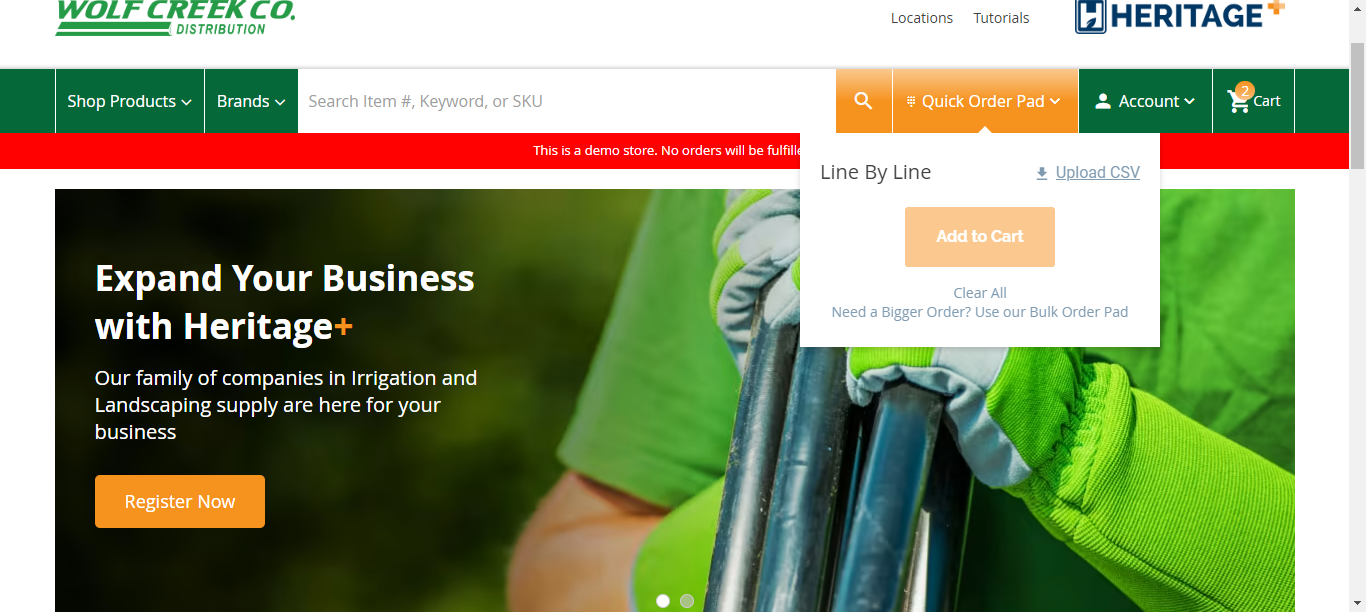 WOLF CREEK CO.
DISTRIBUTION
Locations
Tutorials
HERITAGE+
Shop Products
Brands
Search Item #, Keyword, or SKU
Quick Order Pad
Account
2
Cart
This is a demo store. No orders will be
Line By Line
Upload CSV
Add to Cart
Clear All
Need a Bigger Order? Use our Bulk Order Pad
Expand Your Business
with Heritage+
Our family of companies in Irrigation and
Landscaping supply are here for your
business
Register Now